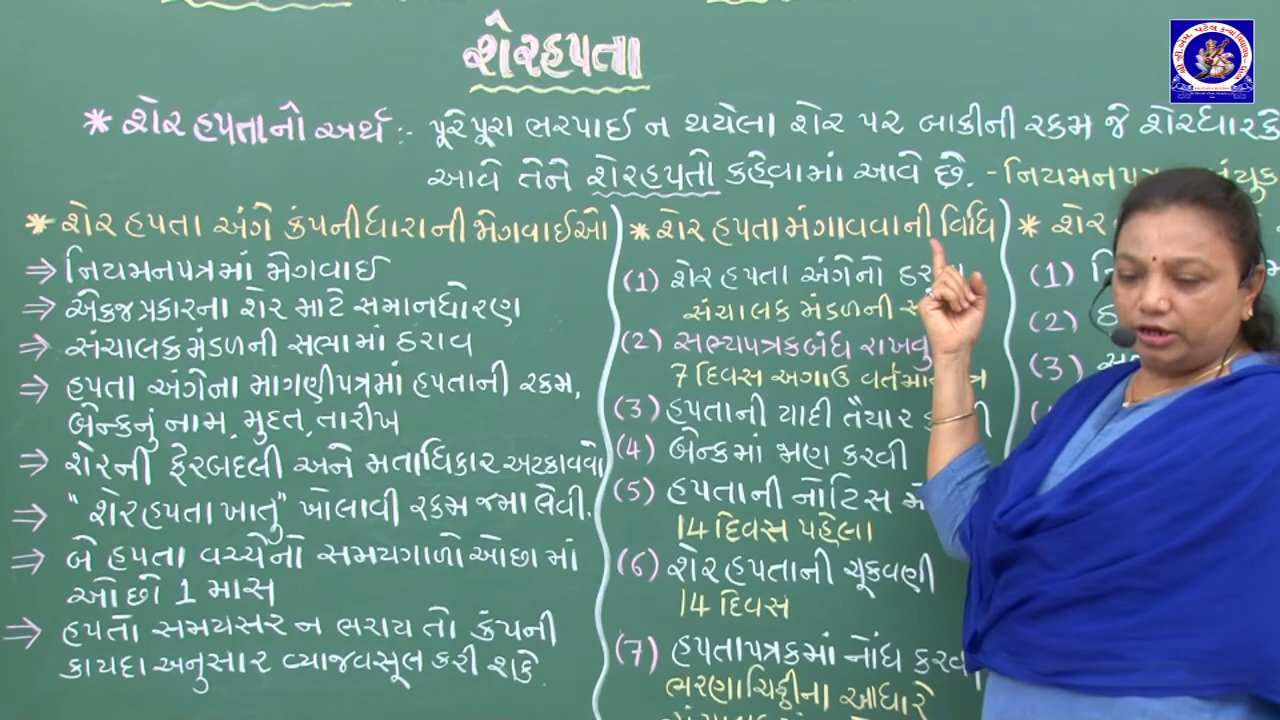 શેરહપતા
* શેર હપતાનો અર્થ :- પૂરેપૂરા ભરપાઈ ન થયેલા શેર પર બાકીની રકમ જે શેરધારકે
આવે તેને શેરહપતો કહેવામાં આવે છે. - નિયમનપત્ર
* શેર હપતા અંગે કંપનીધારાની જોગવાઈઓ
⇒ નિયમનપત્રમાં જોગવાઈ
⇒ એકજ પ્રકારના શેર માટે સમાનધોરણ
⇒ સંચાલક મંડળની સભામાં ઠરાવ
⇒ હપતા અંગેના માગણીપત્રમાં હપતાની રકમ,
બેન્કનું નામ, મુદત, તારીખ
⇒ શેરની ફેરબદલી અને મતાધિકાર અટકાવવો
⇒ "શેરહપતા ખાતુ" ખોલાવી રકમ જમા લેવી.
⇒ બે હપતા વચ્ચેનો સમયગાળો ઓછામાં
ઓછો 1 માસ
⇒ હપતો સમયસર ન ભરાય તો કંપની
કાયદા અનુસાર વ્યાજવસૂલ કરી શકે.
* શેર હપતા મંગાવવાની વિધિ
(1) શેર હપતા અંગેનો
સંચાલક મંડળની
(2) સભ્યપત્રક બંધ રાખવુ
7 દિવસ અગાઉ
(3) હપતાની યાદી તૈયાર
(4) બેન્કમાં જાણ કરવી
(5) હપતાની નોટિસ
14 દિવસ પહેલા
(6) શેર હપતાની ચૂકવણી
14 દિવસ
(7) હપતાપત્રકમાં નોંધ કરવી
ભરણાચિઠ્ઠીના આધારે
* શેર
(1)
(2)
(3)